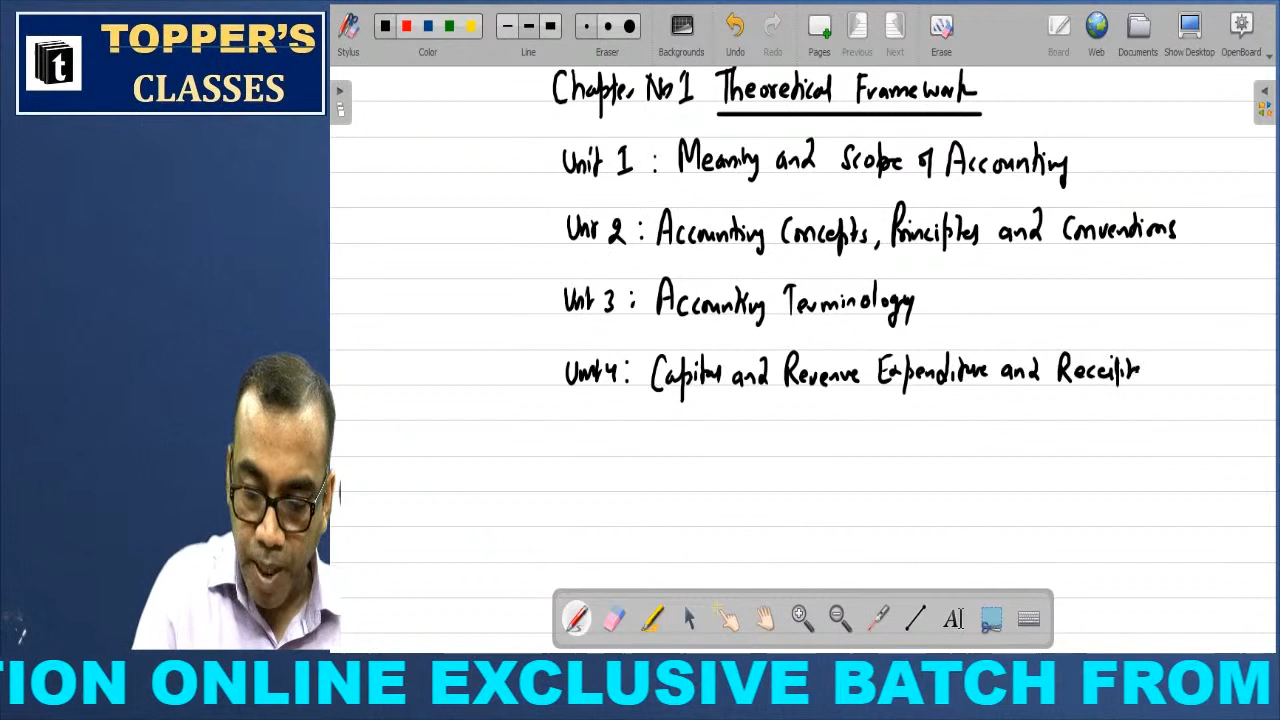 TOPPER'S
CLASSES
t
Stylus
Color
Line
Eraser
Backgrounds
Undo
Redo
Pages
Previous
Next
Erase
Board
Web
Documents
Show Desktop
OpenBoard
Chapter No 1 Theoretical Framework
Unit 1 : Meaning and Scope of Accounting
Unit 2 : Accounting Concepts, Principles and Conventions
Unit 3 : Accounting Terminology
Unit 4 : Capital and Revenue Expenditure and Receipts
AI
TION ONLINE EXCLUSIVE BATCH FROM